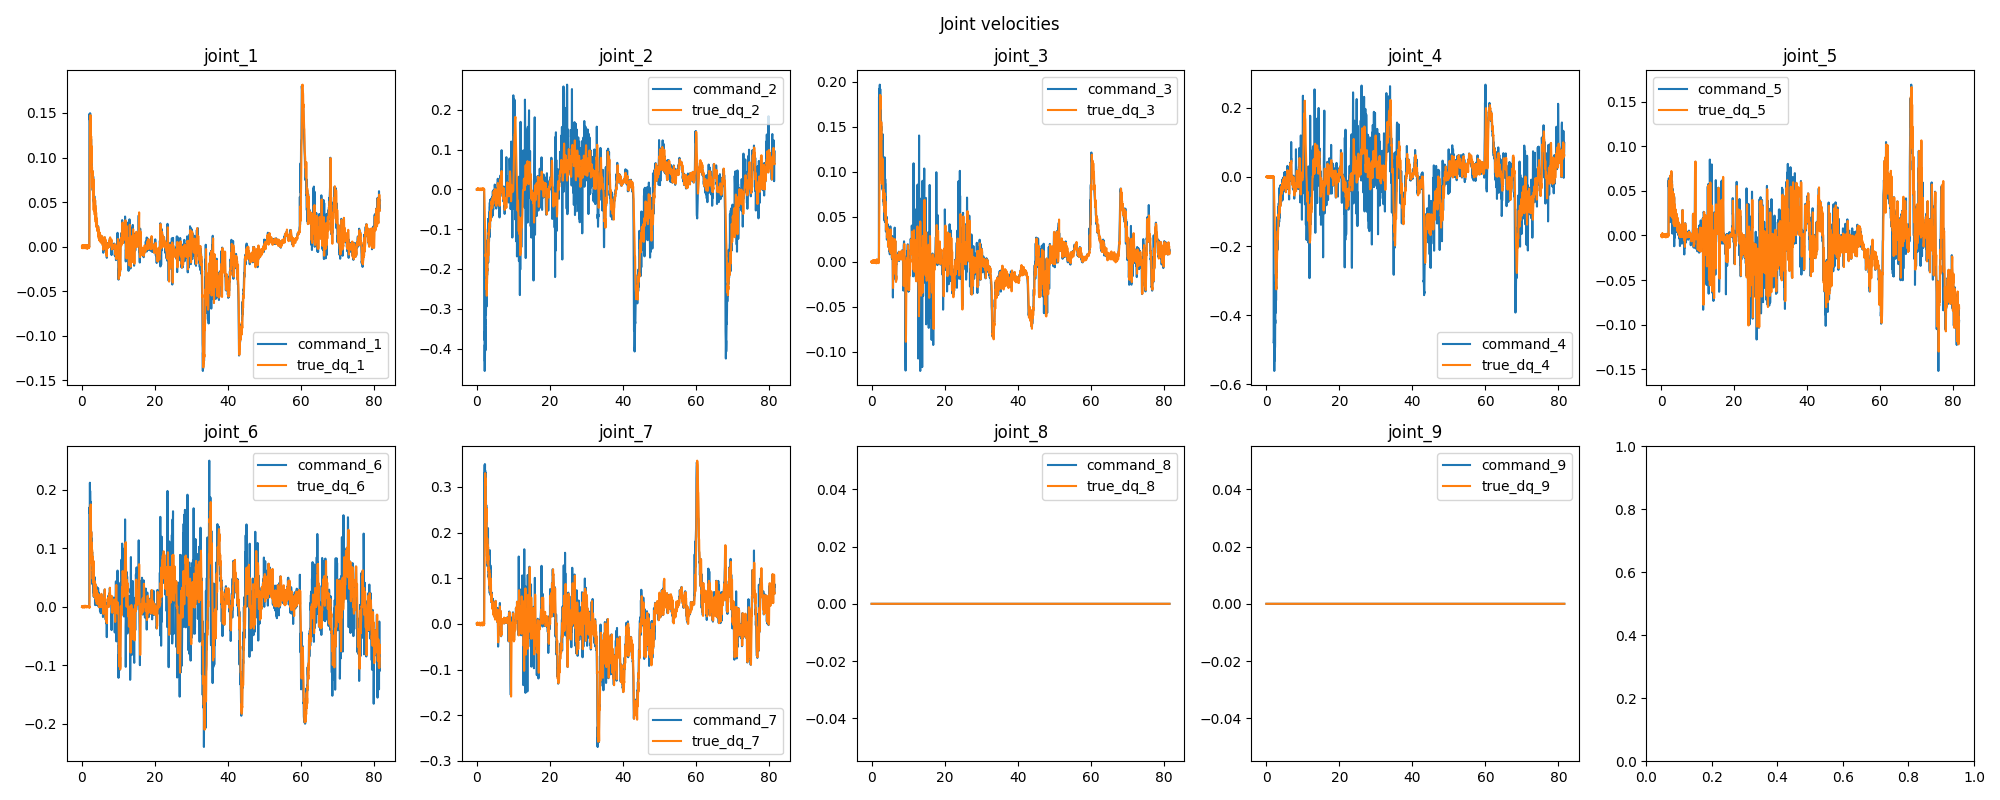 Joint velocities
joint_1
joint_2
joint_3
joint_4
joint_5
0.15
0.10
0.05
0.00
−0.05
−0.10
−0.15
command_1
true_dq_1
0 20 40 60 80
0.2
0.1
0.0
−0.1
−0.2
−0.3
−0.4
command_2
true_dq_2
0 20 40 60 80
0.20
0.15
0.10
0.05
0.00
−0.05
−0.10
command_3
true_dq_3
0 20 40 60 80
0.2
0.0
−0.2
−0.4
−0.6
command_4
true_dq_4
0 20 40 60 80
0.15
0.10
0.05
0.00
−0.05
−0.10
−0.15
command_5
true_dq_5
0 20 40 60 80
joint_6
joint_7
joint_8
joint_9
0.2
0.1
0.0
−0.1
−0.2
command_6
true_dq_6
0 20 40 60 80
0.3
0.2
0.1
0.0
−0.1
−0.2
−0.3
command_7
true_dq_7
0 20 40 60 80
0.04
0.02
0.00
−0.02
−0.04
command_8
true_dq_8
0 20 40 60 80
0.04
0.02
0.00
−0.02
−0.04
command_9
true_dq_9
0 20 40 60 80
1.0
0.8
0.6
0.4
0.2
0.0
0.0 0.2 0.4 0.6 0.8 1.0